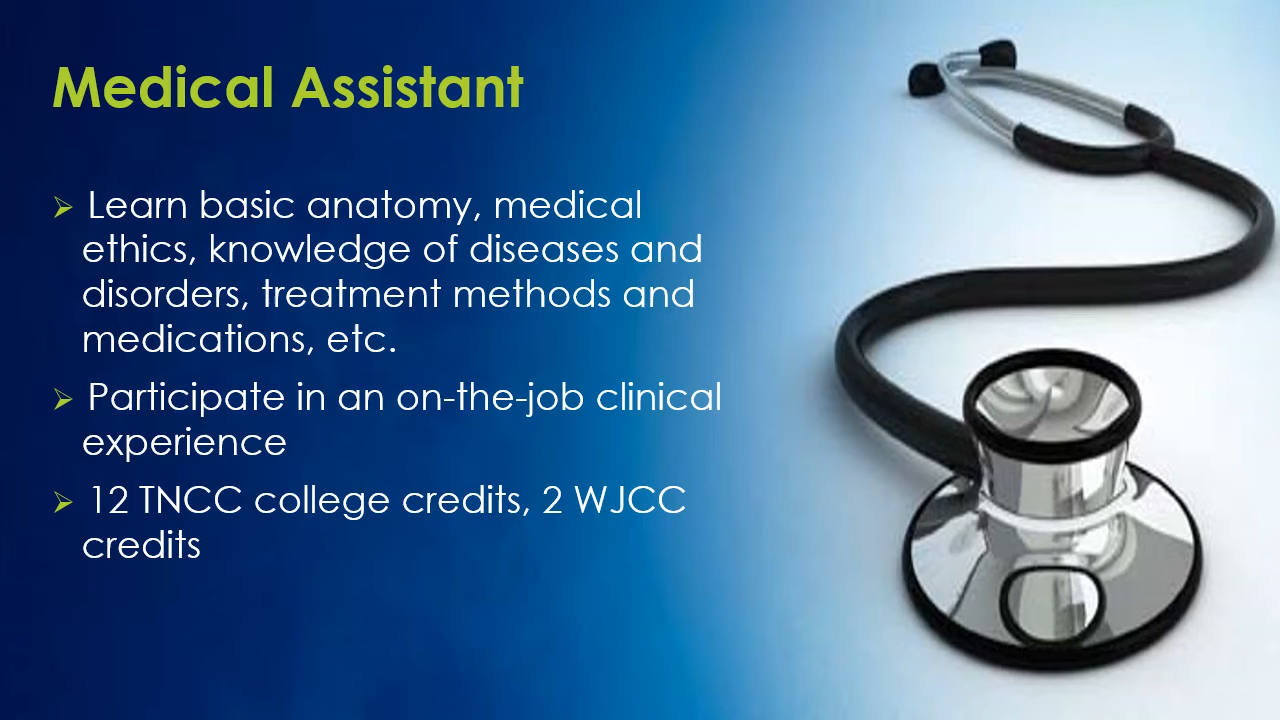 Medical Assistant
➢ Learn basic anatomy, medical
ethics, knowledge of diseases and
disorders, treatment methods and
medications, etc.
➢ Participate in an on-the-job clinical
experience
➢ 12 TNCC college credits, 2 WJCC
credits